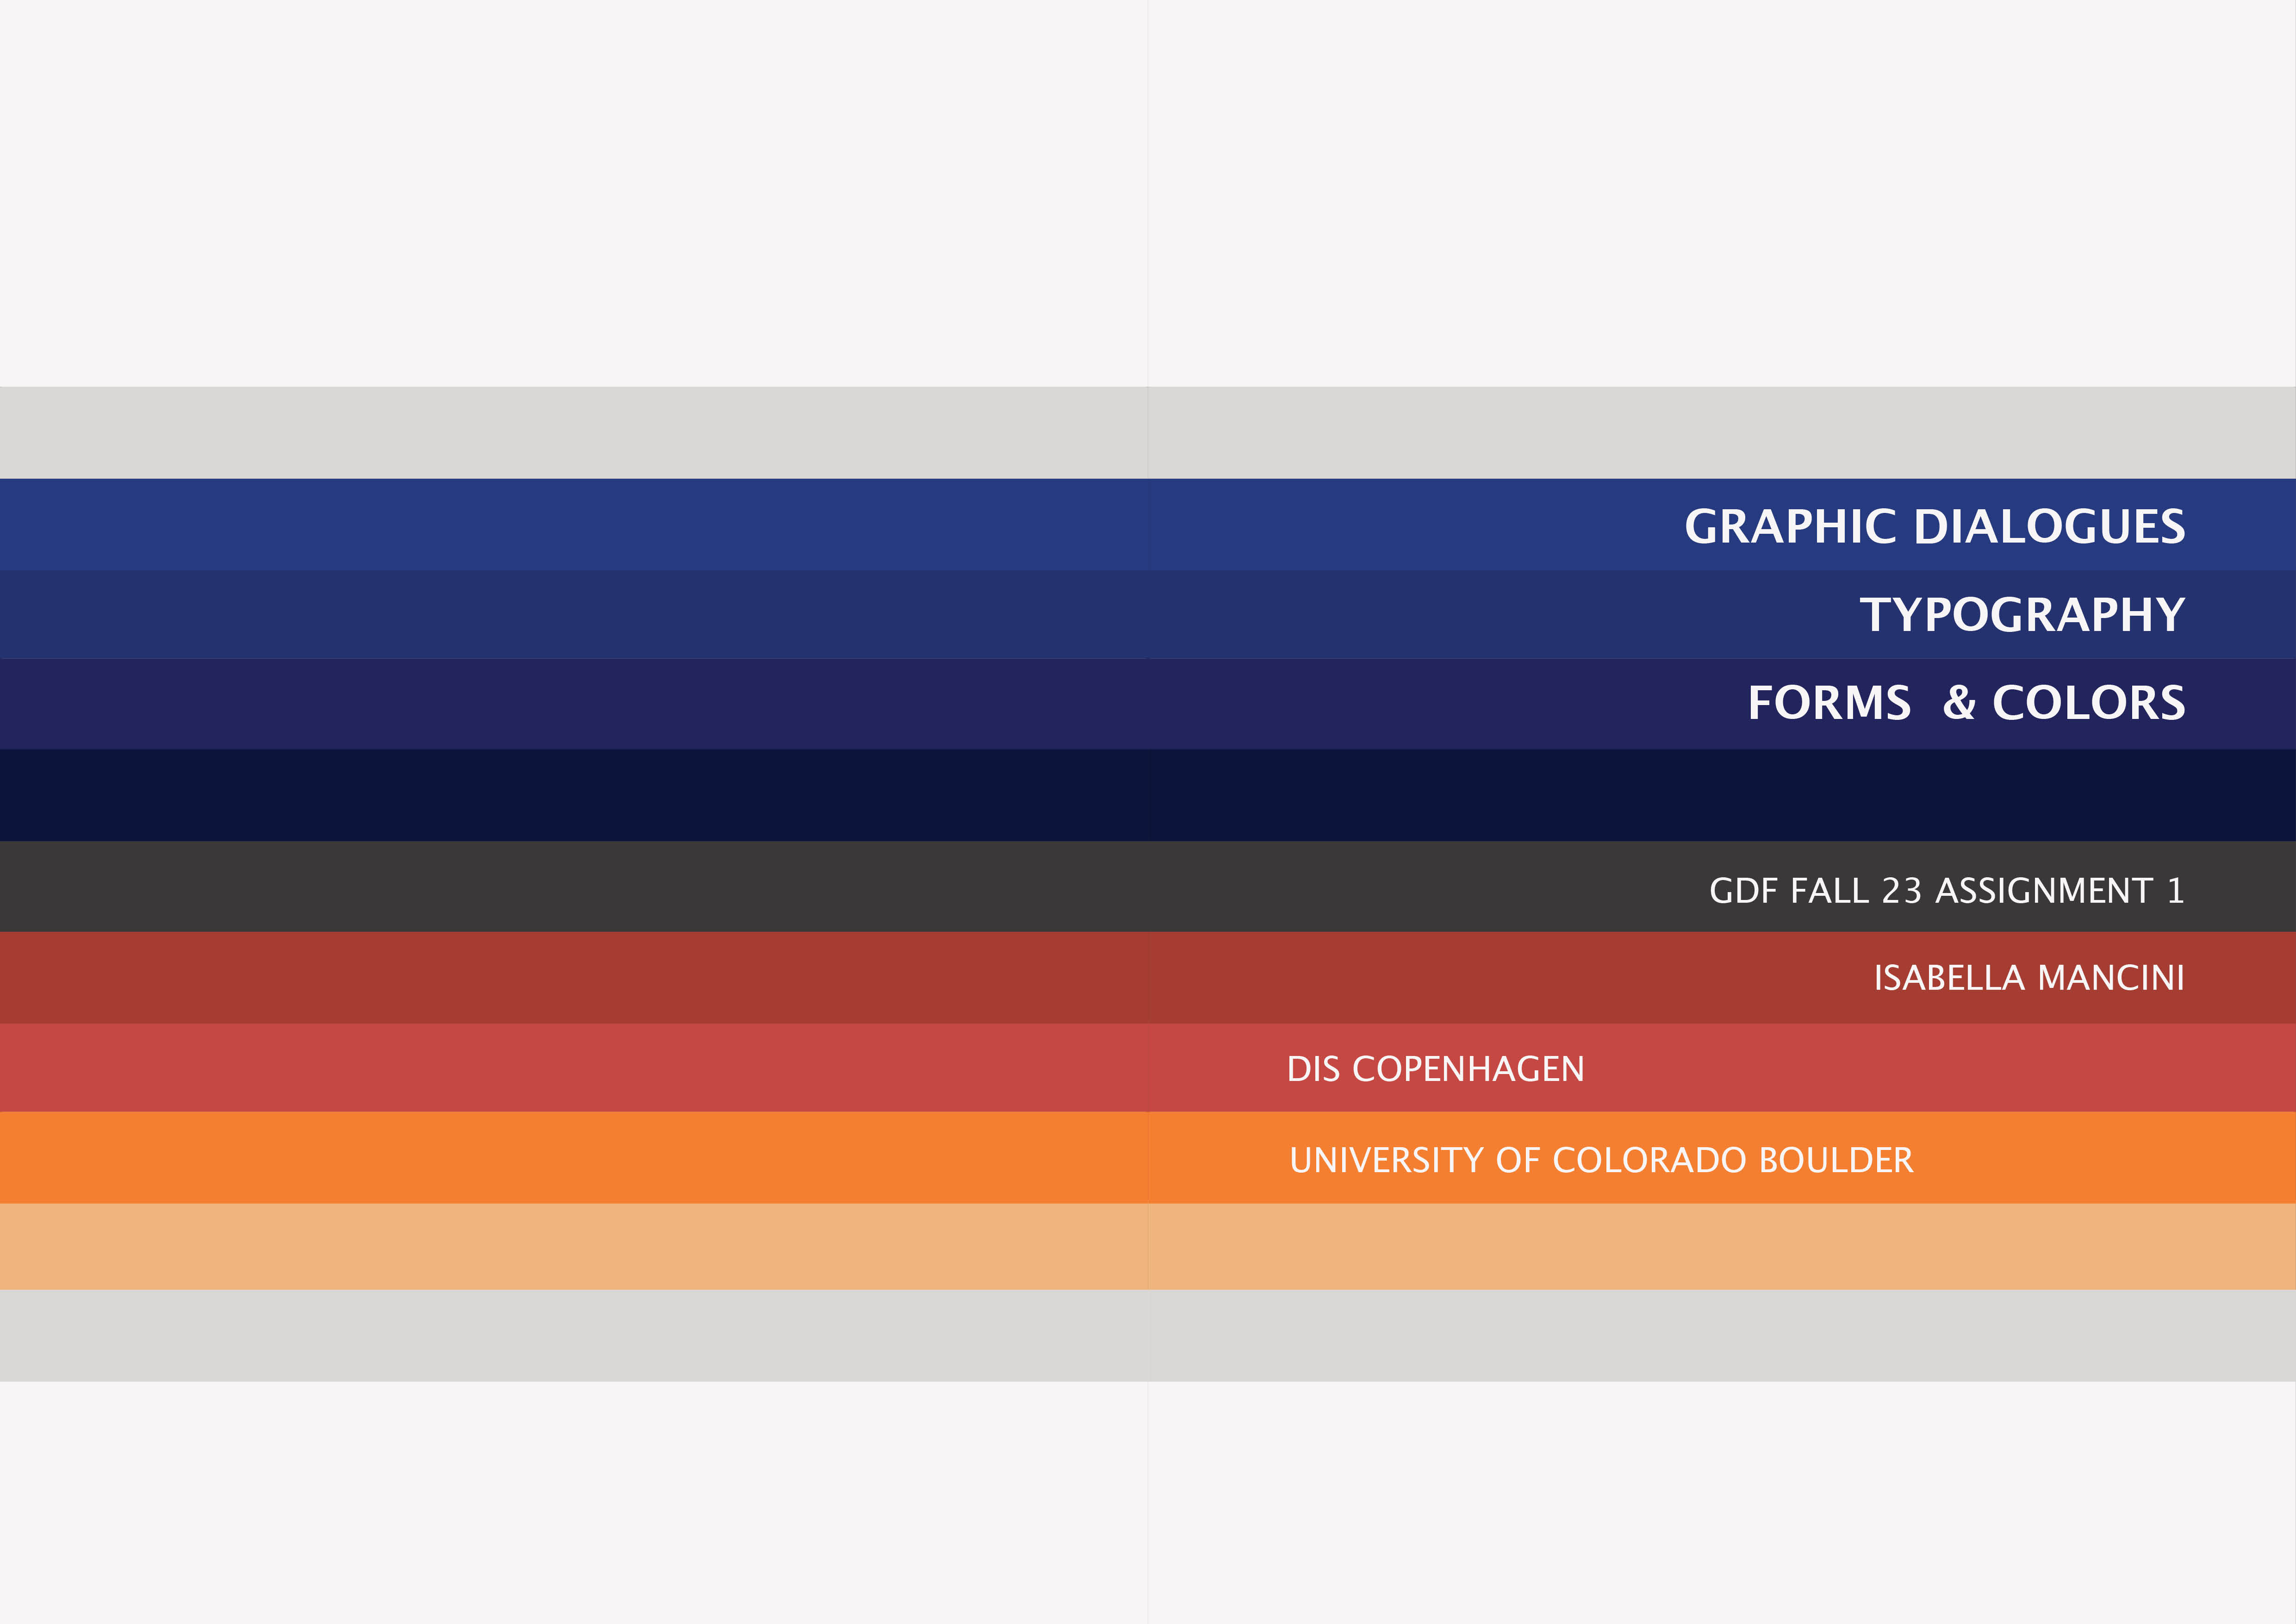 GRAPHIC DIALOGUES
TYPOGRAPHY
FORMS & COLORS
GDF FALL 23 ASSIGNMENT 1
ISABELLA MANCINI
DIS COPENHAGEN
UNIVERSITY OF COLORADO BOULDER